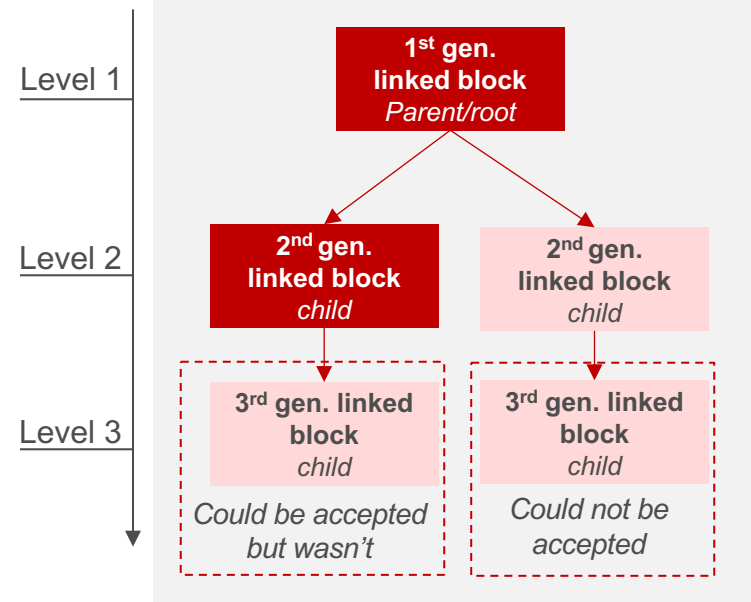 Level 1
1st gen.
linked block
Parent/root
Level 2
2nd gen.
linked block
child
2nd gen.
linked block
child
Level 3
3rd gen. linked
block
child
Could be accepted
but wasn’t
3rd gen. linked
block
child
Could not be
accepted